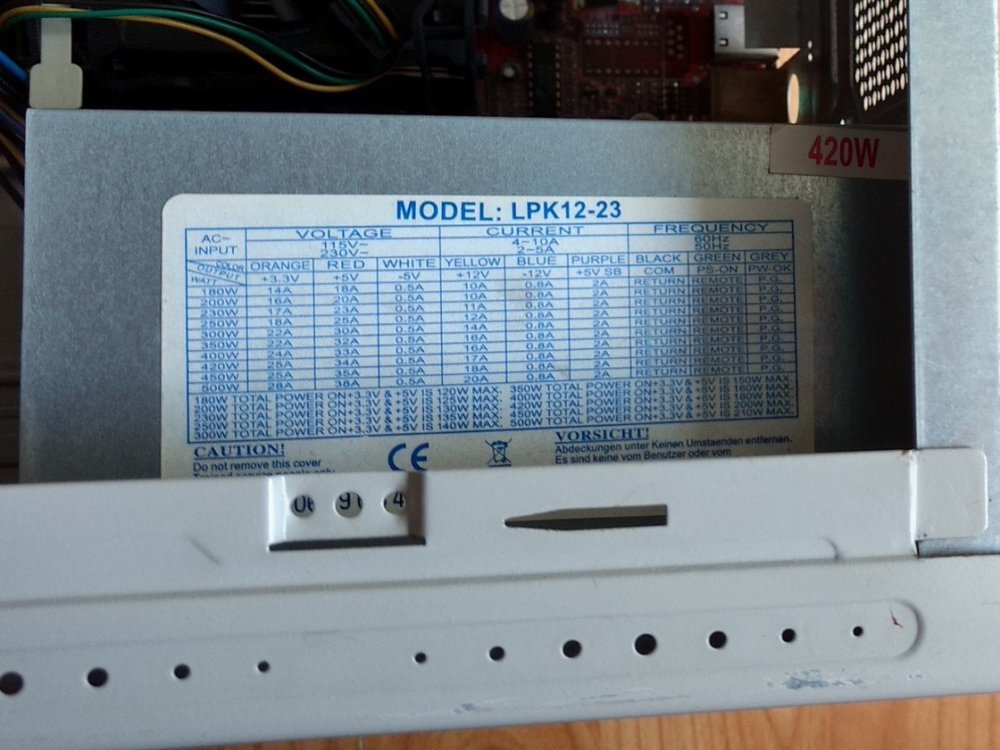 420W
MODEL: LPK12-23
AC~ INPUT VOLTAGE CURRENT FREQUENCY
115V~ 4~10A 60Hz
230V~ 2~5A 50Hz
COLOR ORANGE RED WHITE YELLOW BLUE PURPLE BLACK GREEN GREY
WATT OUTPUT +3.3V +5V -5V +12V -12V +5V SB COM PS-ON PW-OK
180W 14A 18A 0.5A 10A 0.8A 2A RETURN REMOTE P.G.
200W 16A 20A 0.5A 10A 0.8A 2A RETURN REMOTE P.G.
230W 17A 23A 0.5A 11A 0.8A 2A RETURN REMOTE P.G.
250W 18A 25A 0.5A 12A 0.8A 2A RETURN REMOTE P.G.
300W 22A 30A 0.5A 14A 0.8A 2A RETURN REMOTE P.G.
350W 22A 32A 0.5A 16A 0.8A 2A RETURN REMOTE P.G.
400W 24A 33A 0.5A 16A 0.8A 2A RETURN REMOTE P.G.
420W 25A 34A 0.5A 17A 0.8A 2A RETURN REMOTE P.G.
450W 25A 35A 0.5A 18A 0.8A 2A RETURN REMOTE P.G.
500W 28A 38A 0.5A 20A 0.8A 2A RETURN REMOTE P.G.
180W TOTAL POWER ON+3.3V & +5V IS 120W MAX. 350W TOTAL POWER ON+3.3V & +5V IS 150W MAX.
200W TOTAL POWER ON+3.3V & +5V IS MAX. 400W TOTAL POWER ON+3.3V & +5V IS MAX.
230W TOTAL POWER ON+3.3V & +5V IS 130W MAX. 420W TOTAL POWER ON+3.3V & +5V IS MAX.
250W TOTAL POWER ON+3.3V & +5V IS MAX. 450W TOTAL POWER ON+3.3V & +5V IS MAX.
300W TOTAL POWER ON+3.3V & +5V IS 140W MAX. 500W TOTAL POWER ON+3.3V & +5V IS 210W MAX.
CAUTION!
Do not remove this cover
Trained service people only
CE
VORSICHT!
Abdeckungen unter Keinen Umstaenden entfernen.
Es sind keine vom Benutzer oder vom
06 91 4